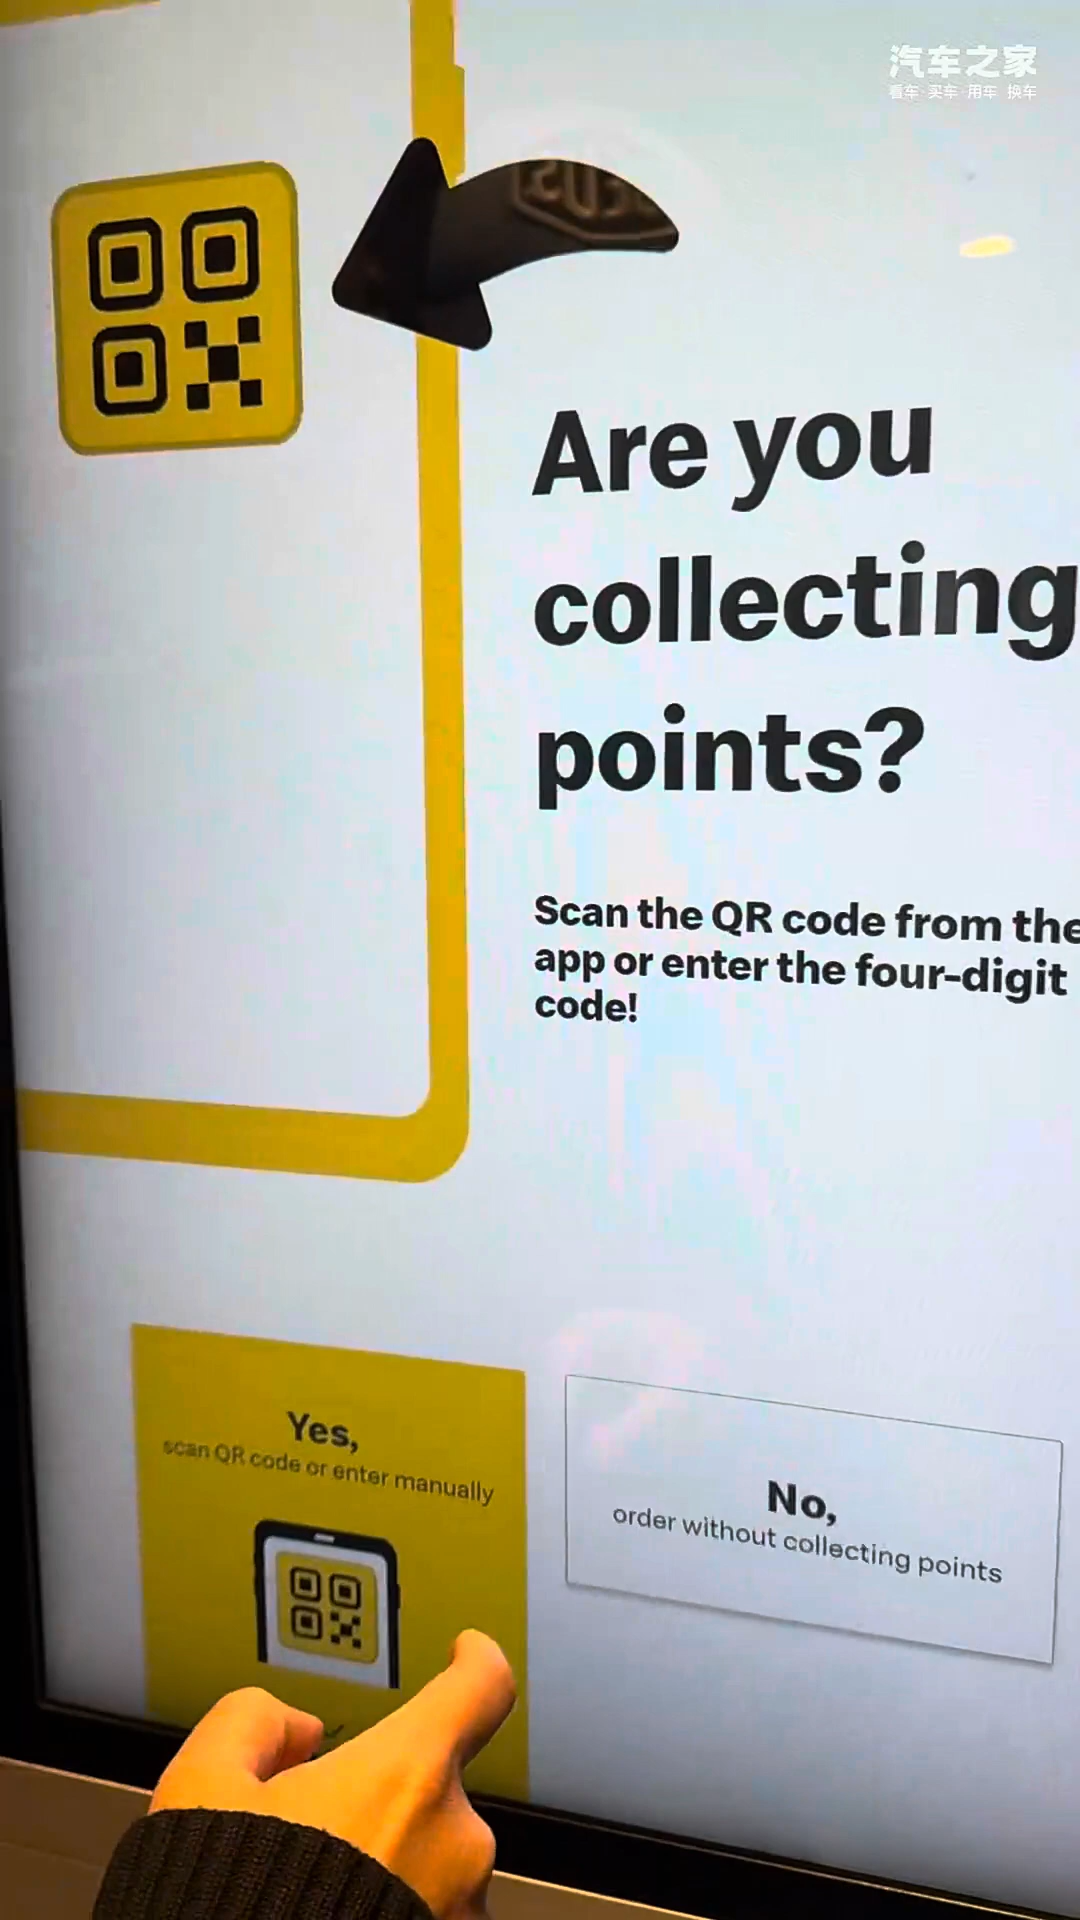 汽车之家
看车·买车·用车·换车
Are you
collecting
points?
Scan the QR code from the
app or enter the four-digit
code!
Yes,
scan QR code or enter manually
No,
order without collecting points